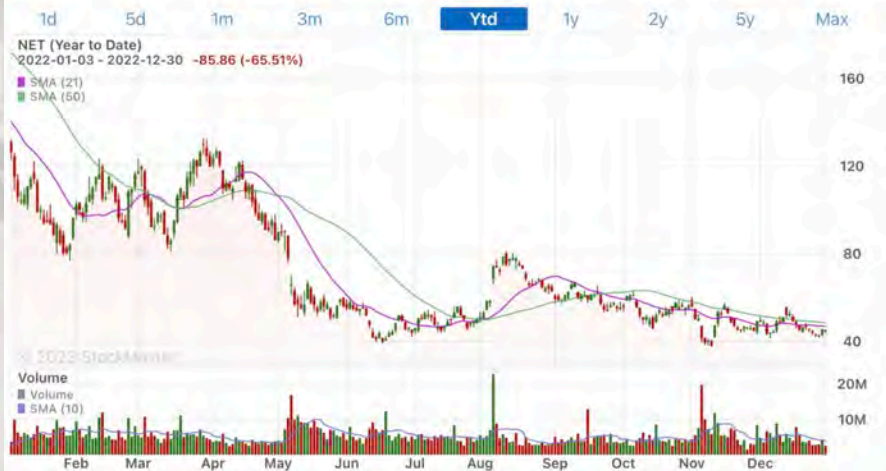 1d 5d 1m 3m 6m Ytd 1y 2y 5y Max
NET (Year to Date)
2022-01-03 - 2022-12-30 -85.86 (-65.51%)
SMA (21)
SMA (50)
160
120
80
40
© 2023 StockMaster
Volume
Volume
SMA (10)
20M
10M
Feb Mar Apr May Jun Jul Aug Sep Oct Nov Dec